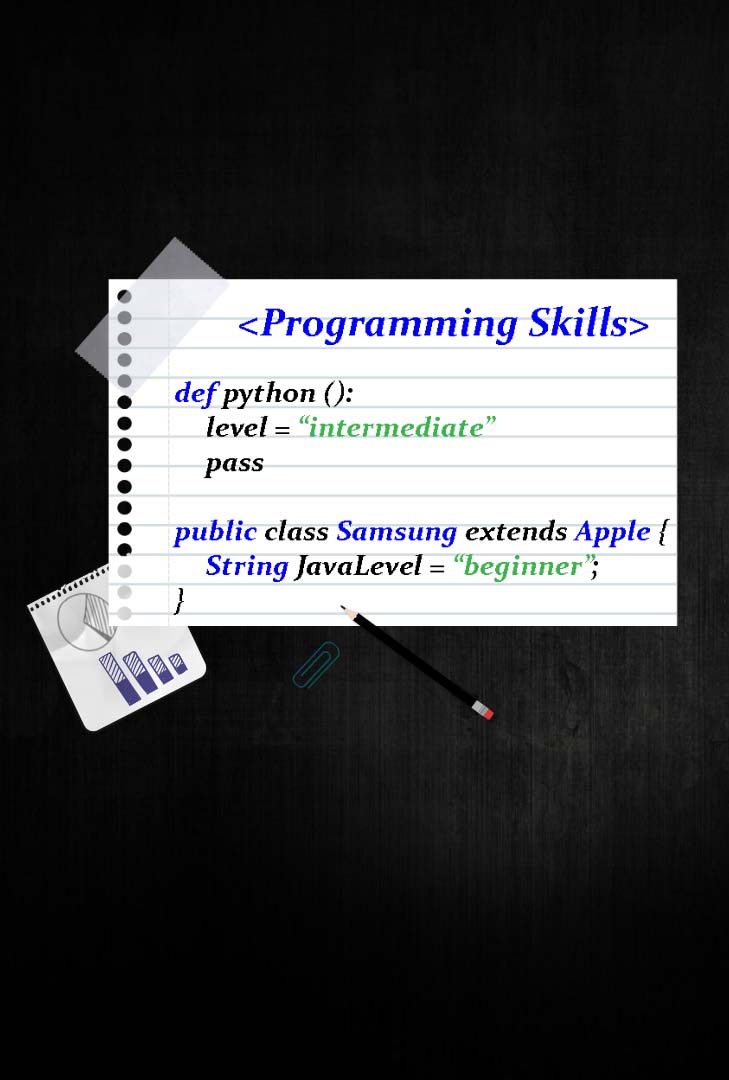 <Programming Skills>
def python ():
level = “intermediate”
pass
public class Samsung extends Apple {
String JavaLevel = “beginner”;
}